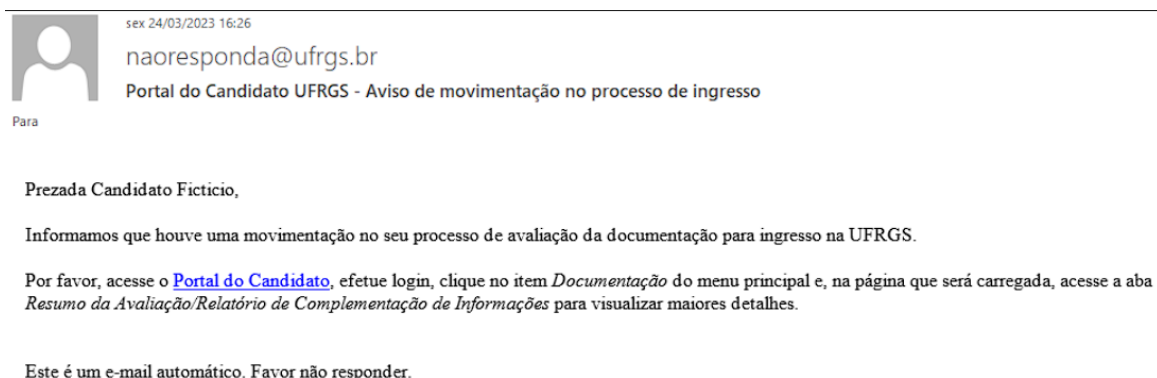 sex 24/03/2023 16:26
naoresponda@ufrgs.br
Portal do Candidato UFRGS - Aviso de movimentação no processo de ingresso
Para
Prezada Candidato Ficticio,
Informamos que houve uma movimentação no seu processo de avaliação da documentação para ingresso na UFRGS.
Por favor, acesse o Portal do Candidato, efetue login, clique no item Documentação do menu principal e, na página que será carregada, acesse a aba
Resumo da Avaliação/Relatório de Complementação de Informações para visualizar maiores detalhes.
Este é um e-mail automático. Favor não responder.